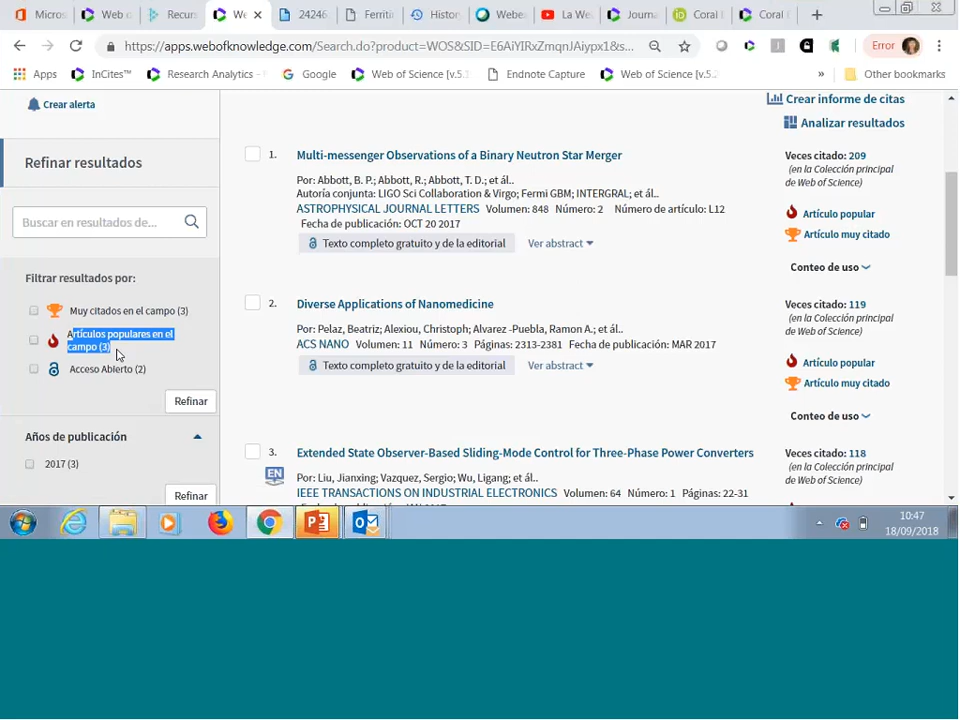 Micros
Web o
Recurs
We
24246
Ferriti
Histor
Webe
La We
Journa
Coral
Coral
https://apps.webofknowledge.com/Search.do?product=WOS&SID=E6AiYIRxZmqnJAiypx1&s...
Error
Apps
InCites™
Research Analytics -
Google
Web of Science [v.5.1
Endnote Capture
Web of Science [v.5.2
»
Other bookmarks
Crear alerta
Refinar resultados
Buscar en resultados de...
Filtrar resultados por:
Muy citados en el campo (3)
Artículos populares en el
campo (3)
Acceso Abierto (2)
Refinar
Años de publicación
2017 (3)
Refinar
Crear informe de citas
Analizar resultados
1. Multi-messenger Observations of a Binary Neutron Star Merger
Por: Abbott, B. P.; Abbott, R.; Abbott, T. D.; et ál..
Autoría conjunta: LIGO Sci Collaboration & Virgo; Fermi GBM; INTEGRAL; et ál..
ASTROPHYSICAL JOURNAL LETTERS Volumen: 848 Número: 2 Número de artículo: L12
Fecha de publicación: OCT 20 2017
Texto completo gratuito y de la editorial
Ver abstract
Veces citado: 209
(en la Colección principal
de Web of Science)
Artículo popular
Artículo muy citado
Conteo de uso
2. Diverse Applications of Nanomedicine
Por: Pelaz, Beatriz; Alexiou, Christoph; Alvarez -Puebla, Ramon A.; et ál..
ACS NANO Volumen: 11 Número: 3 Páginas: 2313-2381 Fecha de publicación: MAR 2017
Texto completo gratuito y de la editorial
Ver abstract
Veces citado: 119
(en la Colección principal
de Web of Science)
Artículo popular
Artículo muy citado
Conteo de uso
3. Extended State Observer-Based Sliding-Mode Control for Three-Phase Power Converters
EN
Por: Liu, Jianxing; Vazquez, Sergio; Wu, Ligang; et ál..
IEEE TRANSACTIONS ON INDUSTRIAL ELECTRONICS Volumen: 64 Número: 1 Páginas: 22-31
Veces citado: 118
(en la Colección principal
de Web of Science)
10:47
18/09/2018